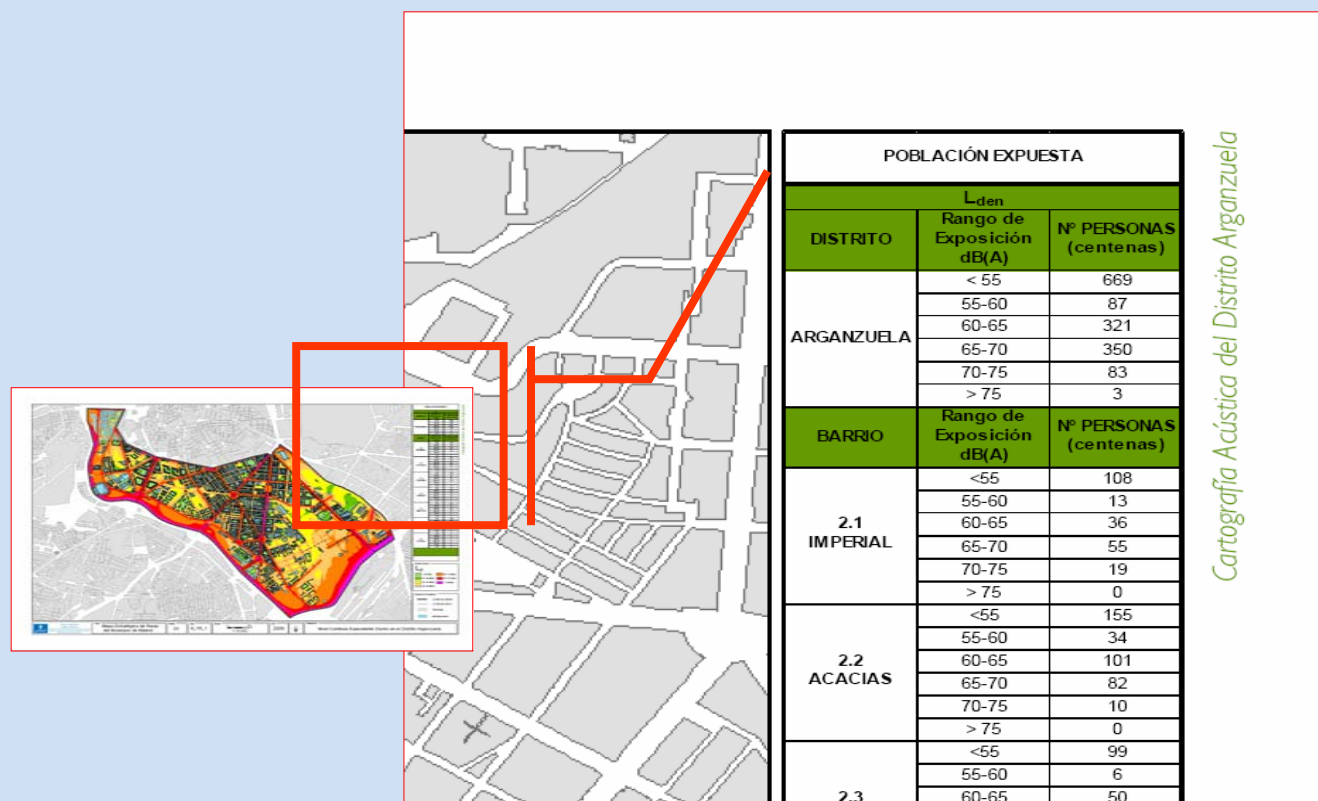 POBLACIÓN EXPUESTA
Lden
DISTRITO
Rango de Exposición dB(A)
Nº PERSONAS (centenas)
ARGANZUELA
< 55 669
55-60 87
60-65 321
65-70 350
70-75 83
> 75 3
BARRIO
Rango de Exposición dB(A)
Nº PERSONAS (centenas)
2.1 IMPERIAL
<55 108
55-60 13
60-65 36
65-70 55
70-75 19
> 75 0
2.2 ACACIAS
<55 155
55-60 34
60-65 101
65-70 82
70-75 10
> 75 0
2.3
<55 99
55-60 6
60-65 50
Cartografía Acústica del Distrito Arganzuela